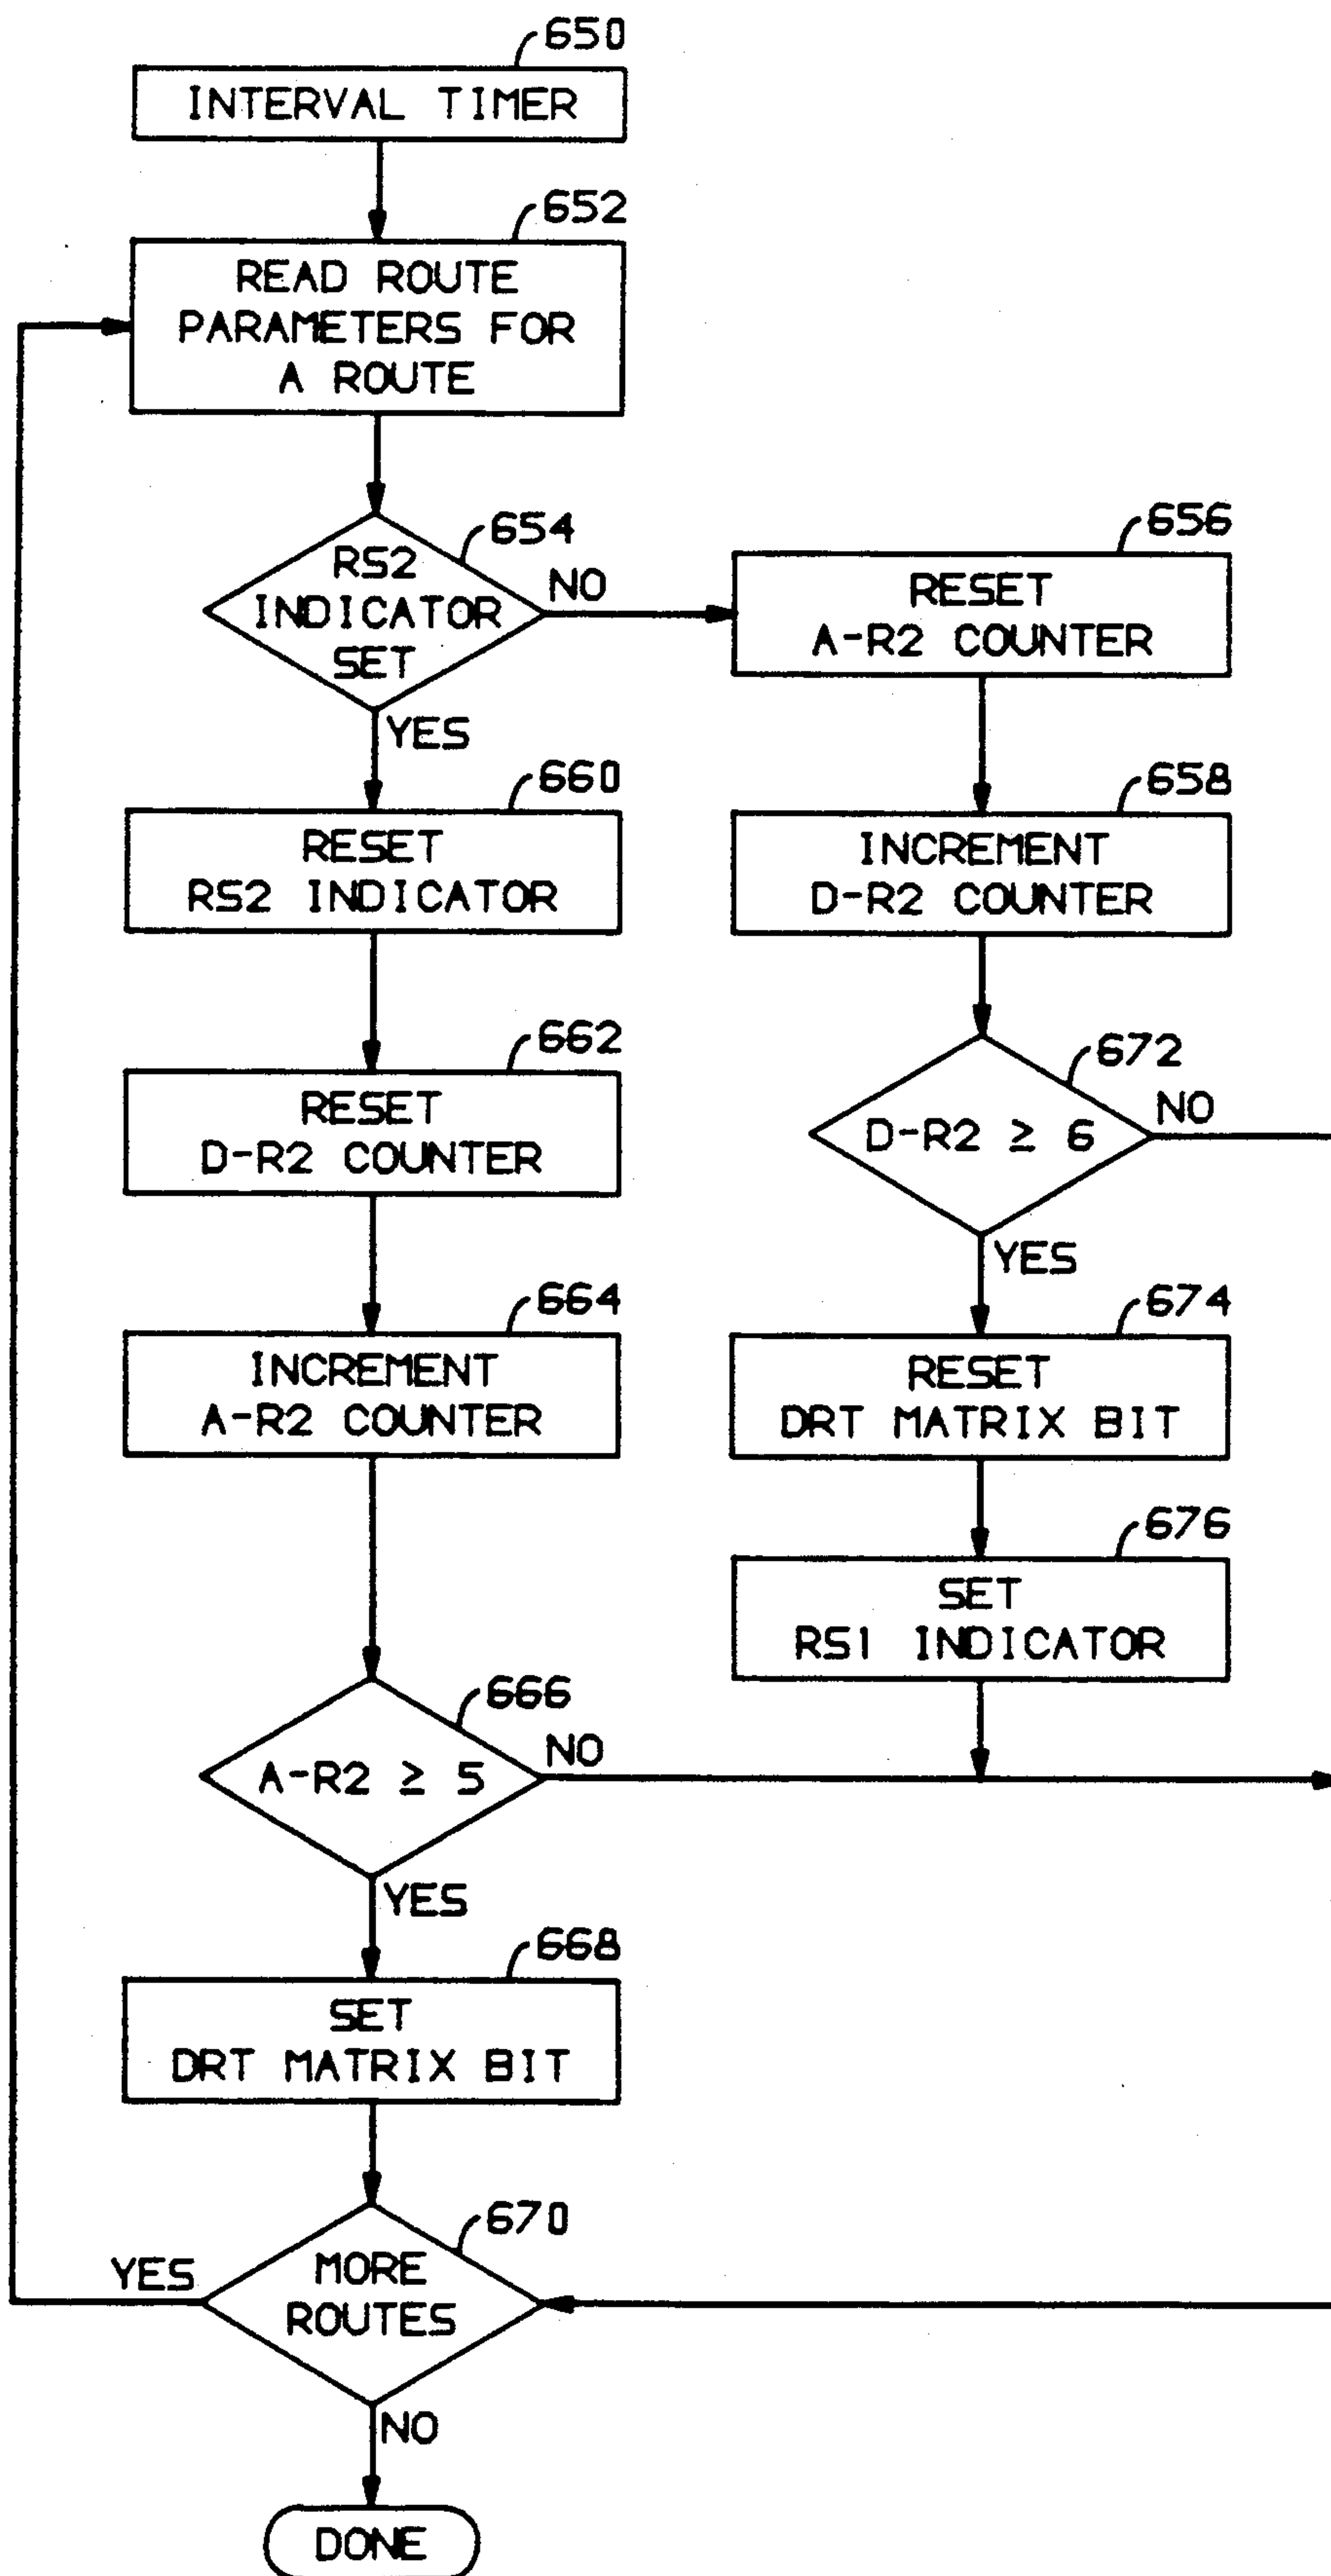 650
INTERVAL TIMER
652
READ ROUTE
PARAMETERS FOR
A ROUTE
654
RS2
INDICATOR
SET
NO
YES
656
RESET
A-R2 COUNTER
660
RESET
RS2 INDICATOR
658
INCREMENT
D-R2 COUNTER
662
RESET
D-R2 COUNTER
672
D-R2 ≥ 6
NO
YES
664
INCREMENT
A-R2 COUNTER
674
RESET
DRT MATRIX BIT
676
SET
RS1 INDICATOR
666
A-R2 ≥ 5
NO
YES
668
SET
DRT MATRIX BIT
670
MORE
ROUTES
YES
NO
DONE